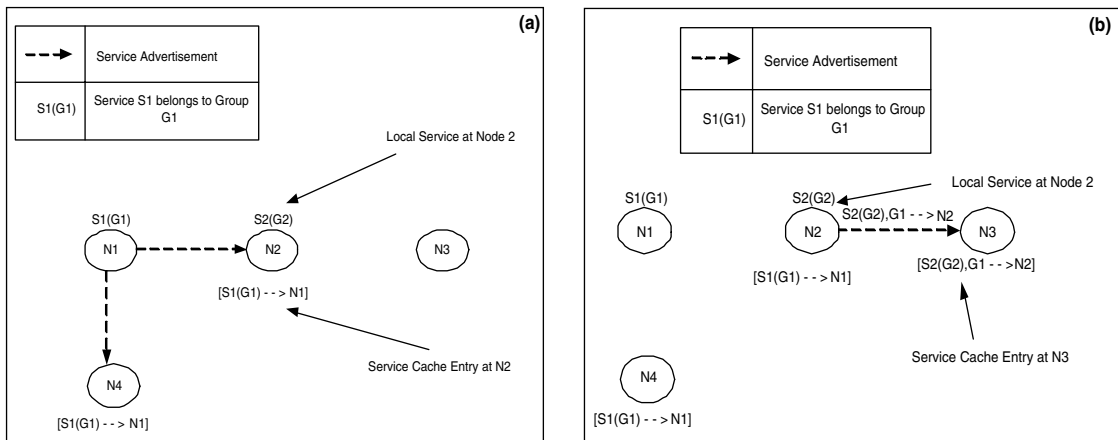 (a)
Service Advertisement
S1(G1)
Service S1 belongs to Group
G1
Local Service at Node 2
S1(G1)
S2(G2)
N1
N2
N3
[S1(G1) - - > N1]
Service Cache Entry at N2
N4
[S1(G1) - - > N1]
(b)
Service Advertisement
S1(G1)
Service S1 belongs to Group
G1
Local Service at Node 2
S1(G1)
S2(G2)
S2(G2),G1 - - > N2
N1
N2
N3
[S2(G2),G1 - - >N2]
[S1(G1) - - > N1]
Service Cache Entry at N3
N4
[S1(G1) - - > N1]